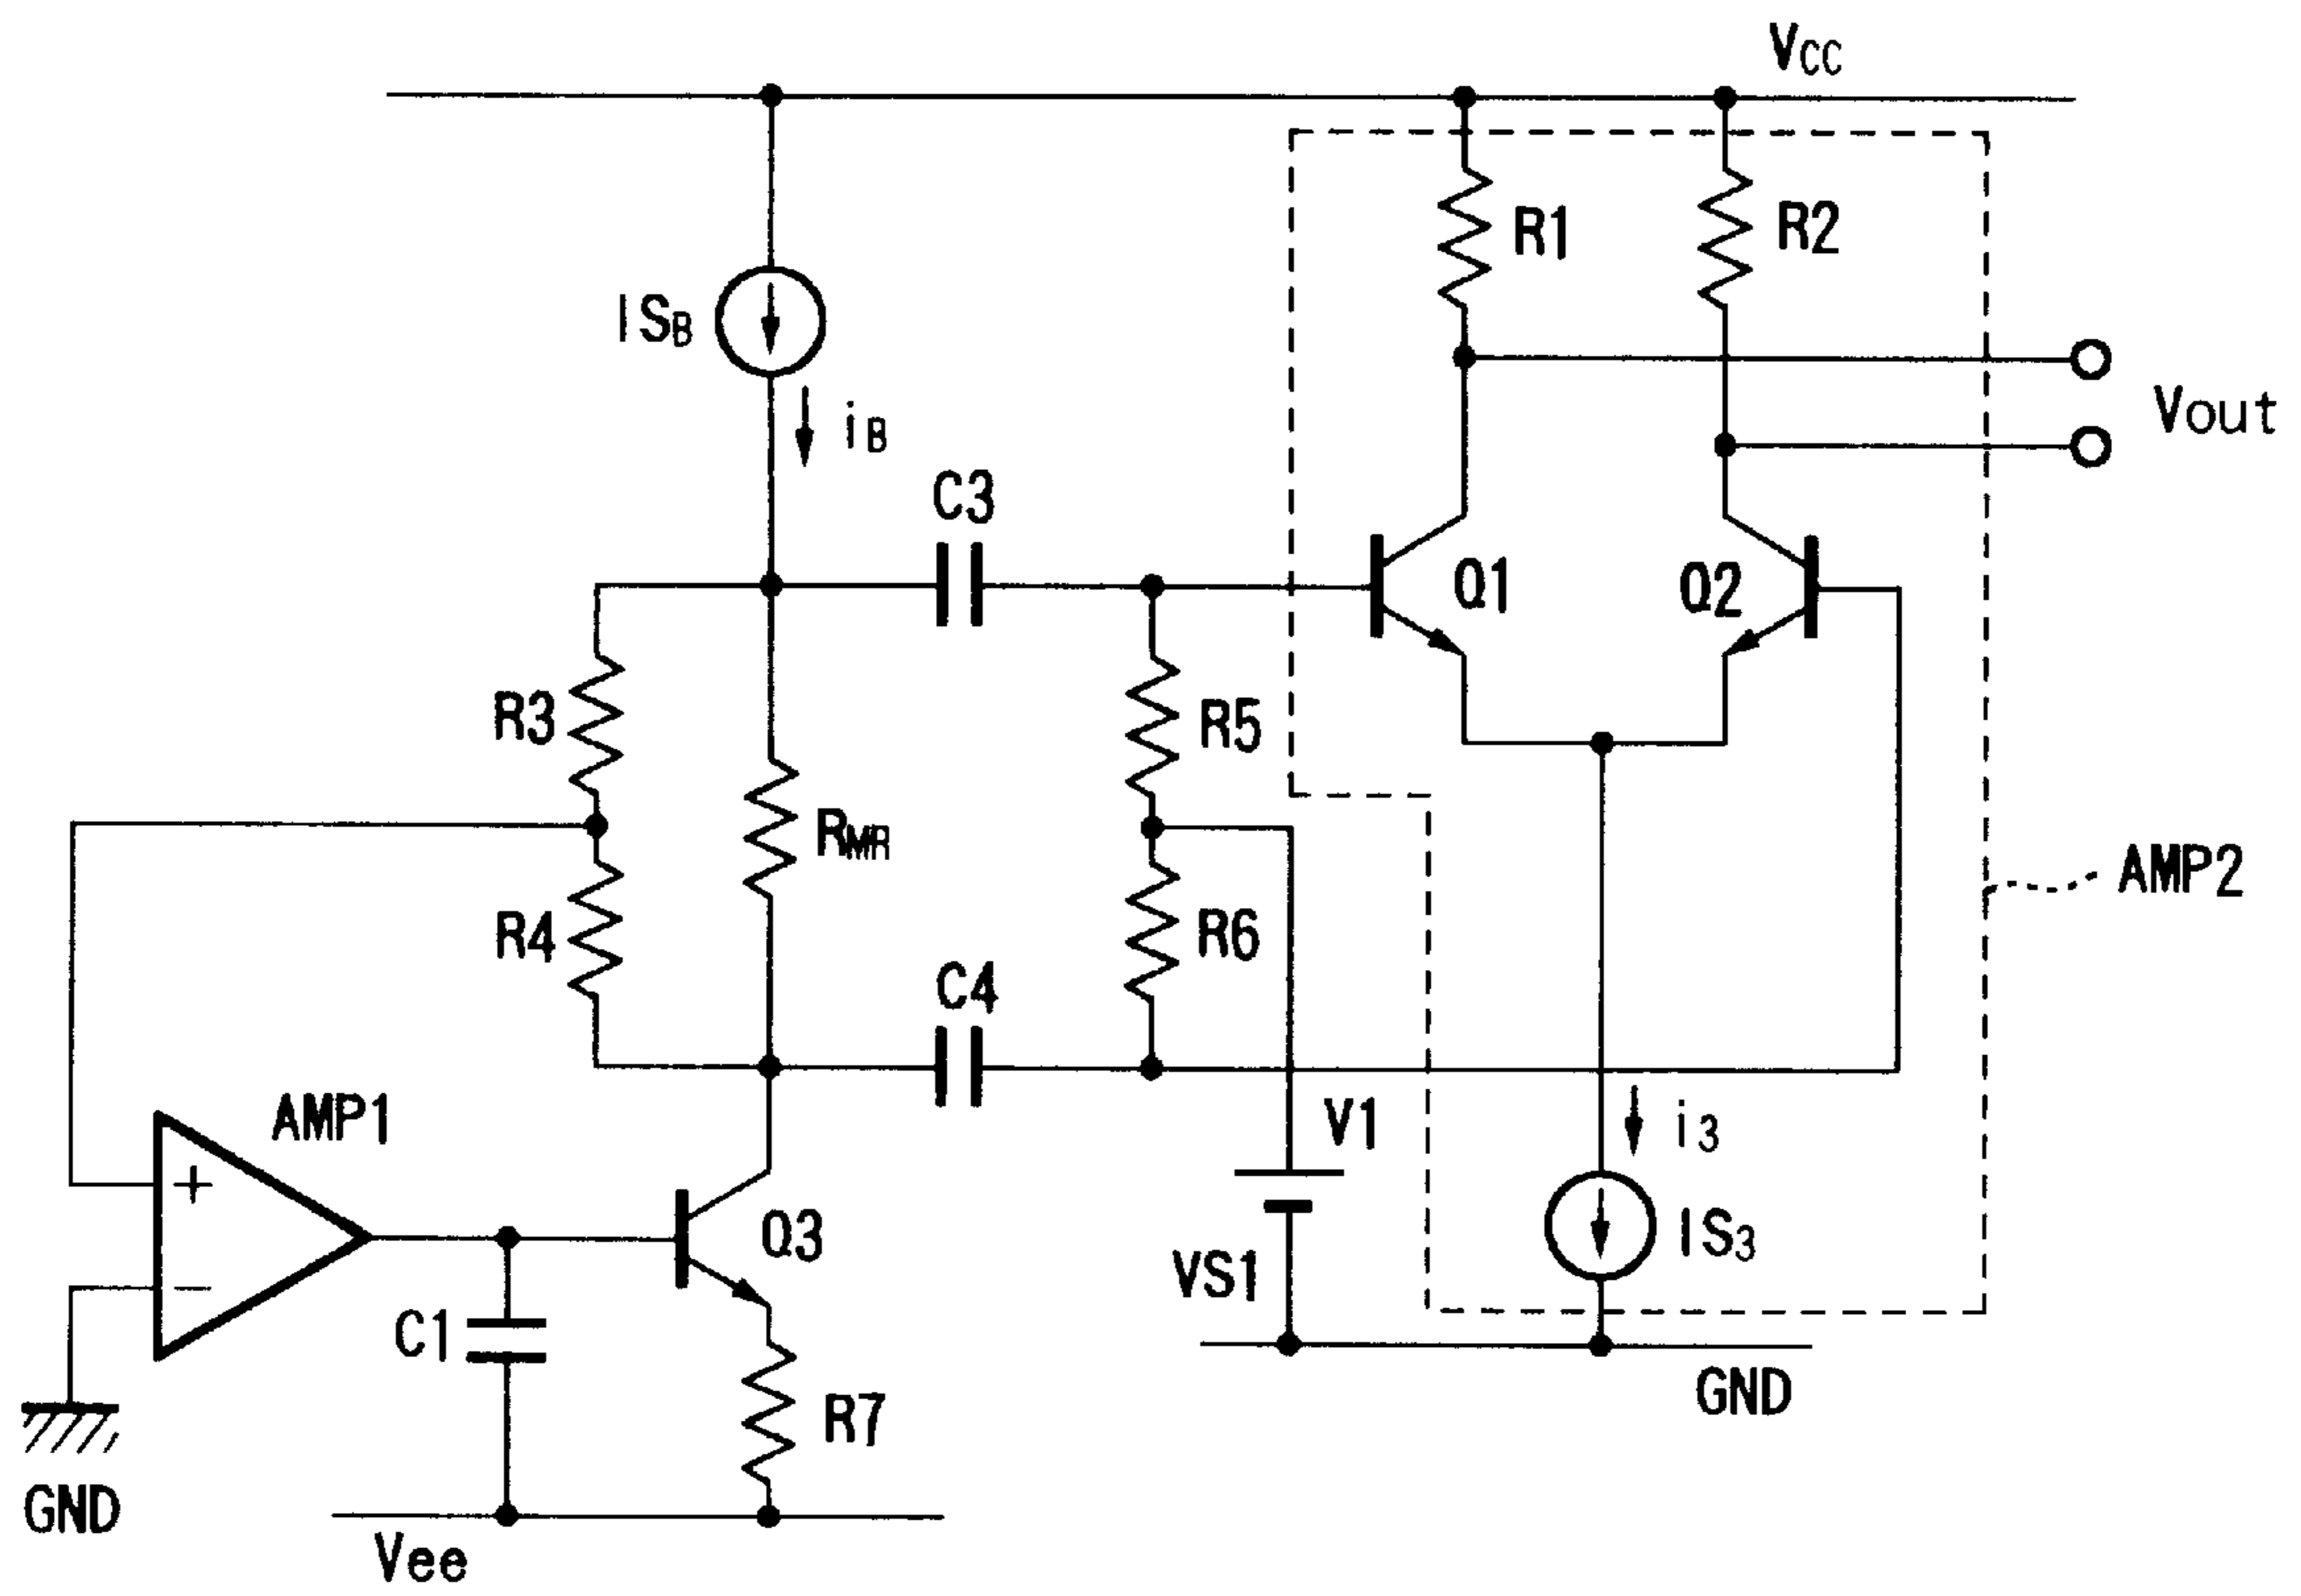 VCC
R1
R2
ISB
iB
Vout
C3
Q1
Q2
R3
R5
RMR
R4
R6
AMP2
C4
AMP1
V1
i3
+
Q3
IS3
VS1
−
C1
GND
R7
GND
Vee